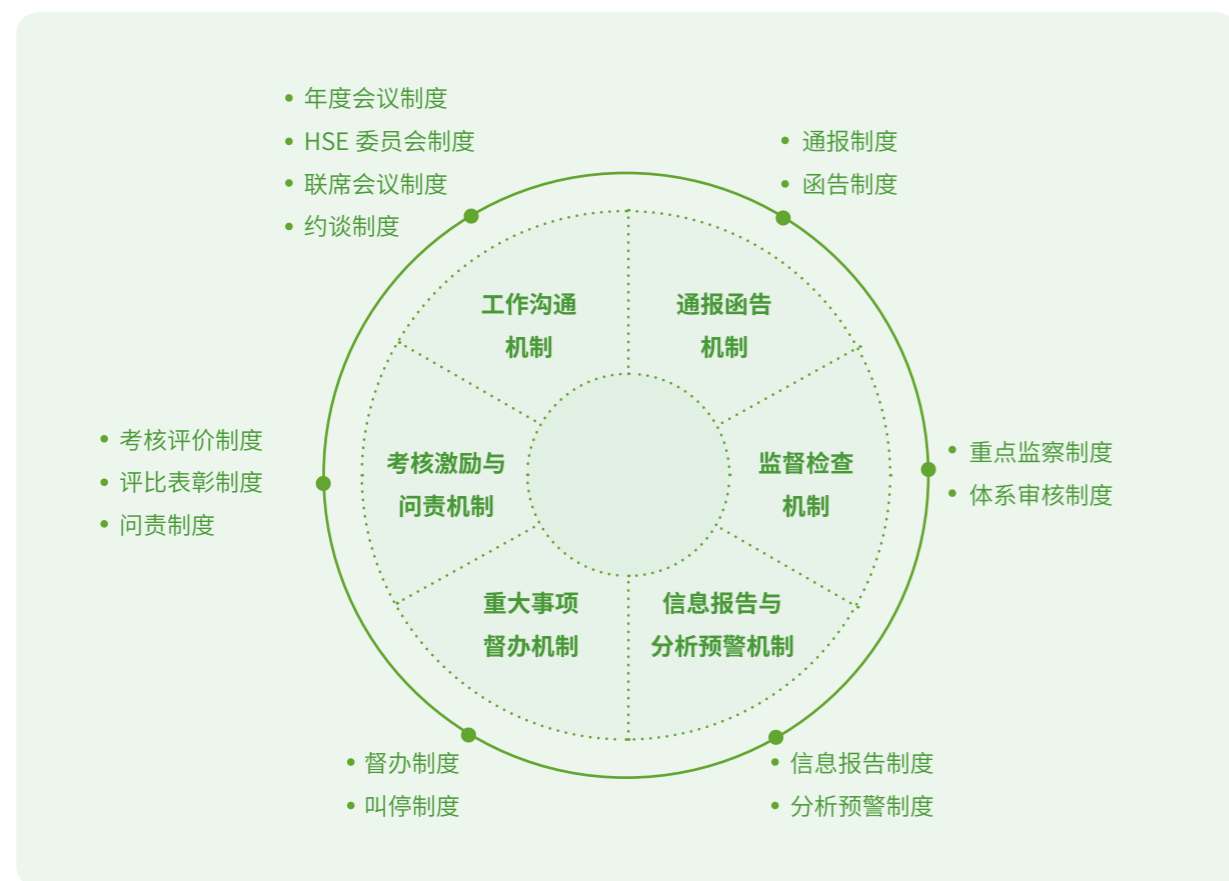 年度会议制度
HSE 委员会制度
联席会议制度
约谈制度
通报制度
函告制度
工作沟通
机制
通报函告
机制
考核评价制度
评比表彰制度
问责制度
考核激励与
问责机制
监督检查
机制
重点监察制度
体系审核制度
重大事项
督办机制
信息报告与
分析预警机制
督办制度
叫停制度
信息报告制度
分析预警制度